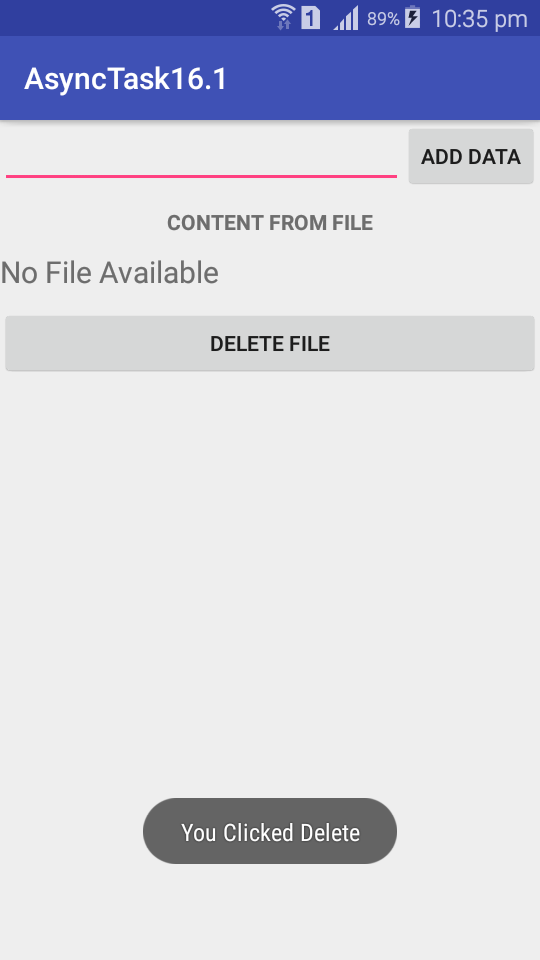 1 89% 10:35 pm
AsyncTask16.1
ADD DATA
CONTENT FROM FILE
No File Available
DELETE FILE
You Clicked Delete